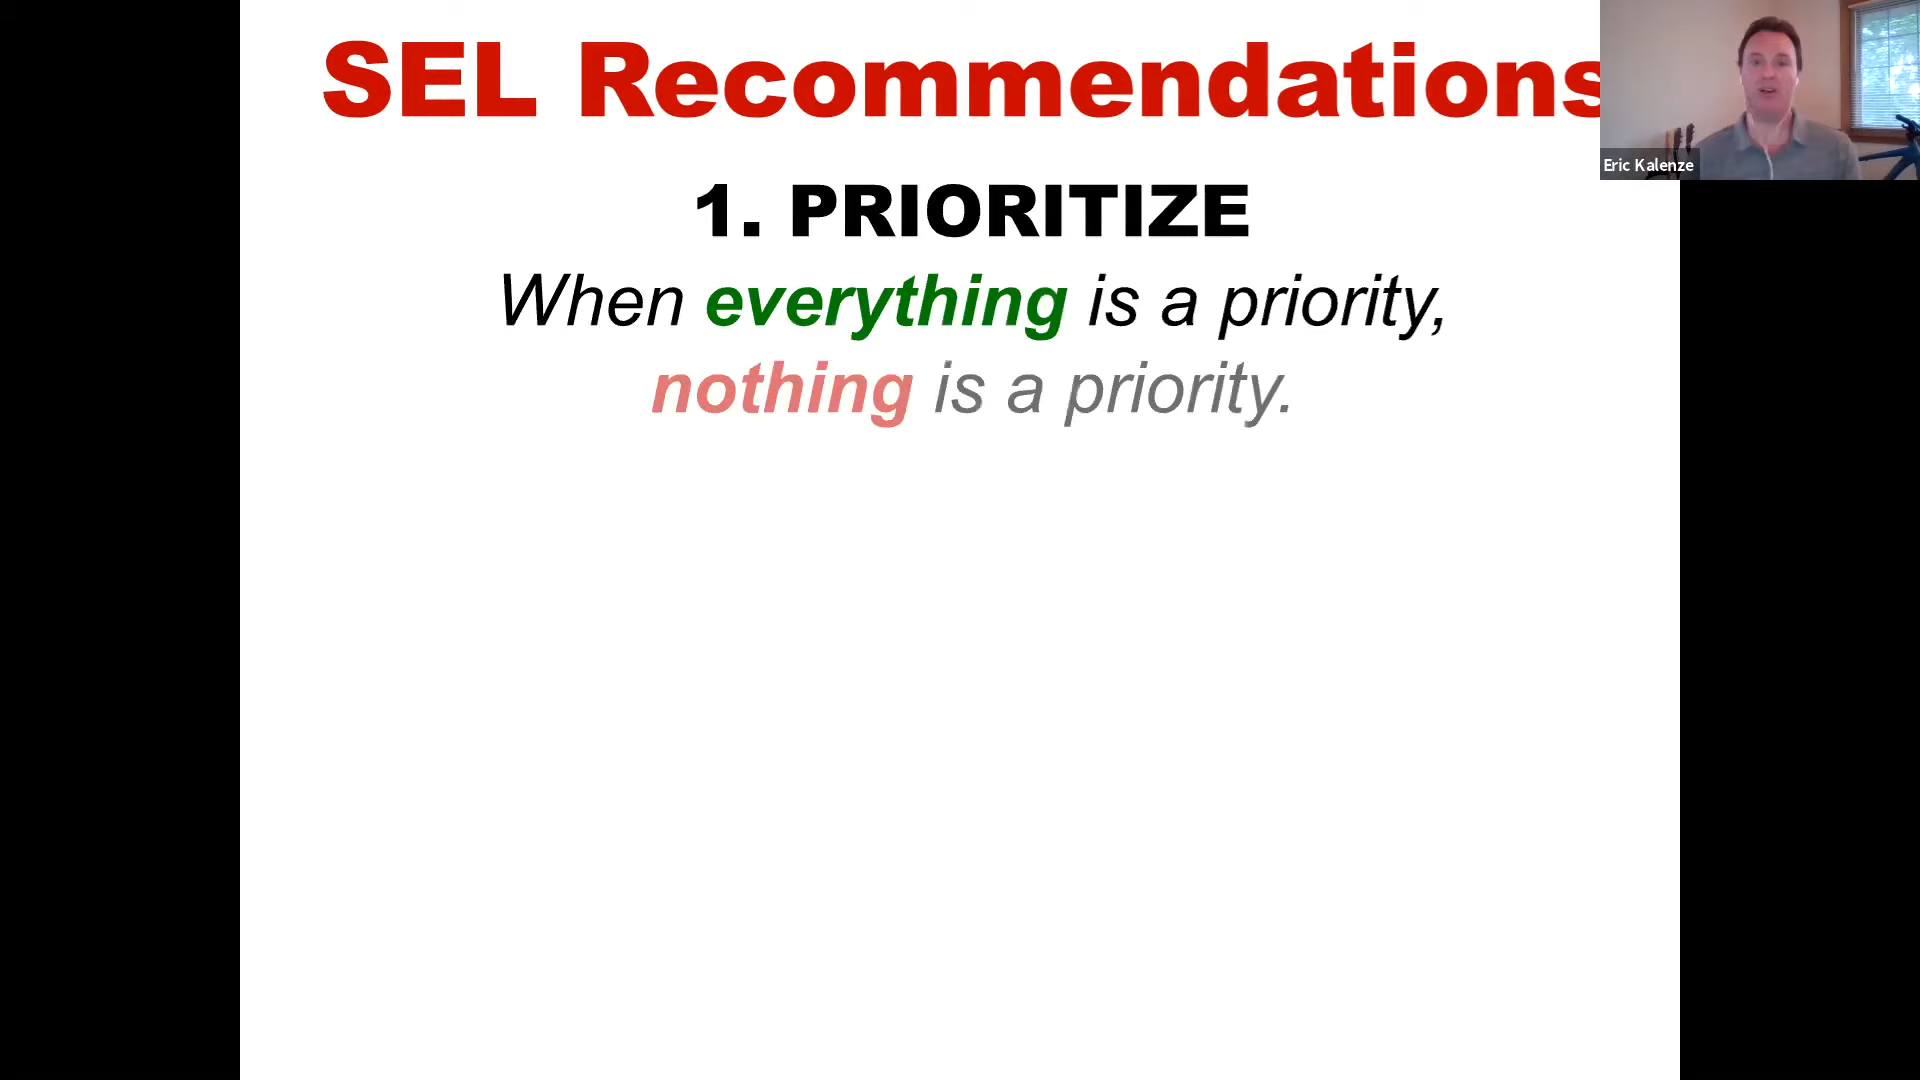 SEL Recommendations
1. PRIORITIZE
When everything is a priority,
nothing is a priority.
Eric Kalenze